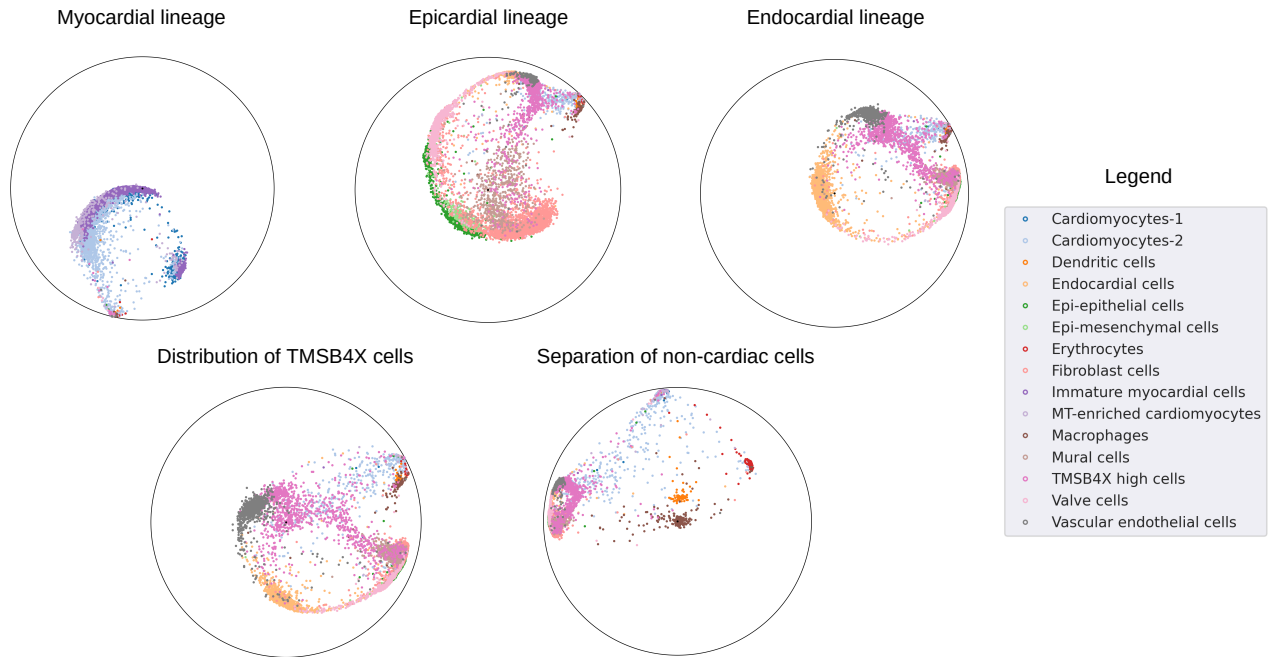 Myocardial lineage
Epicardial lineage
Endocardial lineage
Distribution of TMSB4X cells
Separation of non-cardiac cells
Legend
Cardiomyocytes-1
Cardiomyocytes-2
Dendritic cells
Endocardial cells
Epi-epithelial cells
Epi-mesenchymal cells
Erythrocytes
Fibroblast cells
Immature myocardial cells
MT-enriched cardiomyocytes
Macrophages
Mural cells
TMSB4X high cells
Valve cells
Vascular endothelial cells